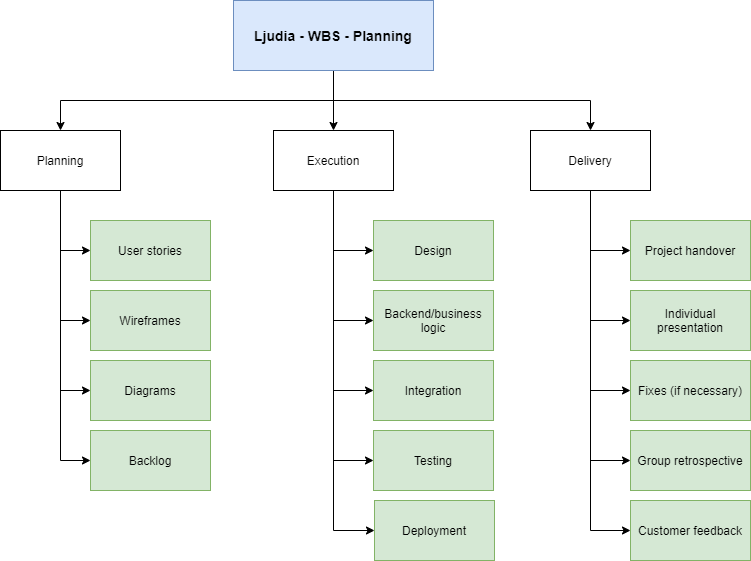 Ljudia - WBS - Planning
Planning
Execution
Delivery
User stories
Wireframes
Diagrams
Backlog
Design
Backend/business
logic
Integration
Testing
Deployment
Project handover
Individual
presentation
Fixes (if necessary)
Group retrospective
Customer feedback